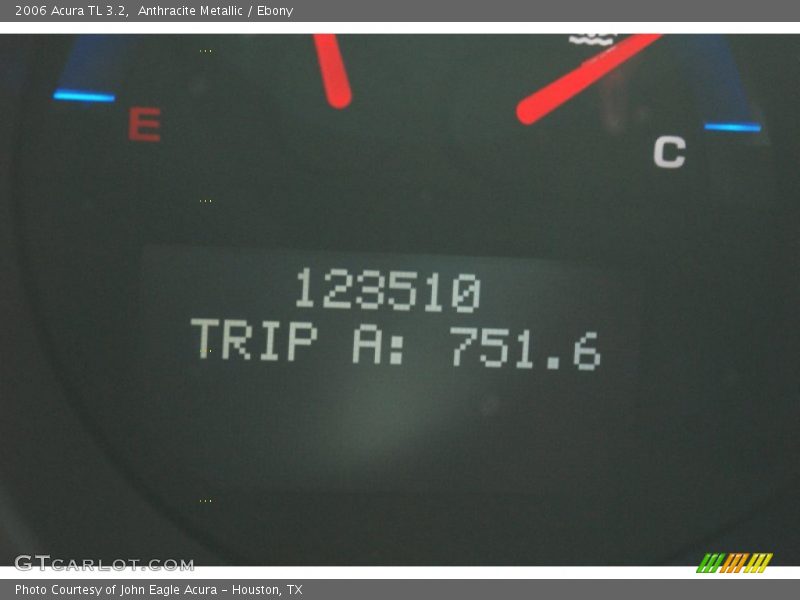 2006 Acura TL 3.2,  Anthracite Metallic / Ebony
E
C
123510
TRIP A: 751.6
GTCARLOT.COM
Photo Courtesy of John Eagle Acura - Houston, TX